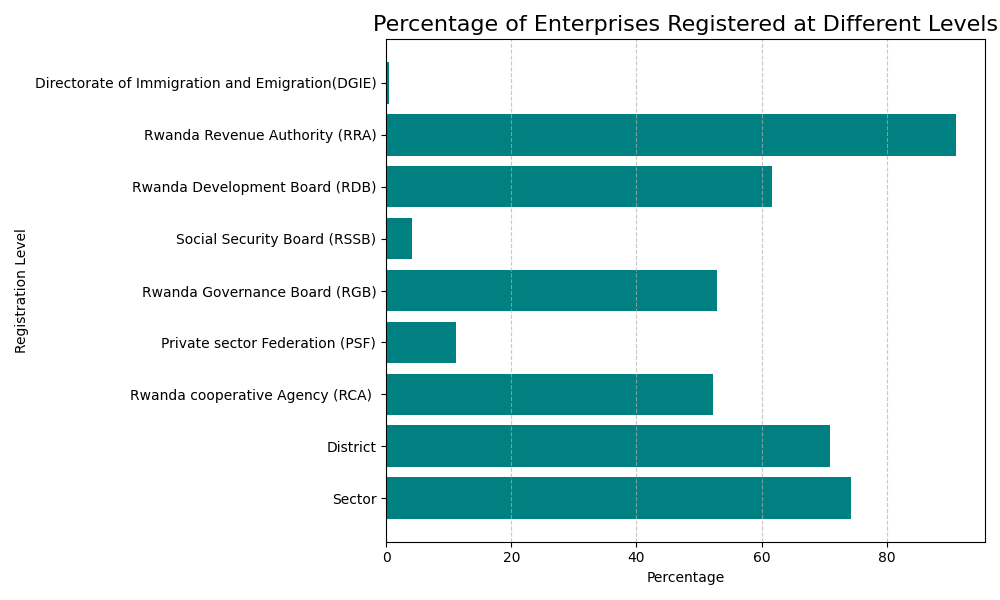 Percentage of Enterprises Registered at Different Levels
Registration Level
Directorate of Immigration and Emigration(DGIE)
Rwanda Revenue Authority (RRA)
Rwanda Development Board (RDB)
Social Security Board (RSSB)
Rwanda Governance Board (RGB)
Private sector Federation (PSF)
Rwanda cooperative Agency (RCA)
District
Sector
0 20 40 60 80
Percentage